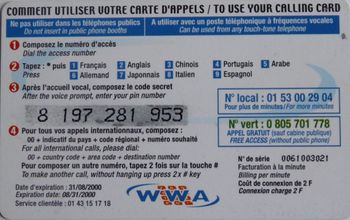 COMMENT UTILISER VOTRE CARTE D'APPELS / TO USE YOUR CALLING CARD
Ne pas utiliser dans les téléphones publics
Do not insert in public phone booths
A utiliser avec un poste téléphonique à fréquences vocales
Can be used from any touch-tone telephone
1 Composez le numéro d'accès
Dial the access number
2 Tapez : * puis 1 Français 2 Anglais 3 Chinois 4 Portugais 5 Arabe
Press 6 Allemand 7 Japonnais 8 Italien 9 Espagnol
3 Après l'accueil vocal, composez le code secret
After the voice prompt, enter your pin number
8 197 281 953
N° local : 01 53 00 29 04
Pour plus de minutes/For more minutes
N° vert : 0 805 701 778
APPEL GRATUIT (sauf cabine publique)
FREE ACCESS (without public phone)
4 Pour tous vos appels internationaux, composez :
00 + indicatif du pays + code régional + numéro souhaité
For all international calls, please dial:
00 + country code + area code + destination number
Pour composer un autre numéro, tapez 2 fois sur la touche #
To make another call, without hanging up press 2x # key
Date d'expiration : 31/08/2000
Expiration date : 08/31/2000
Service clientèle : 01 43 15 17 18
WWA
N° de série 0061003021
Facturation à la minute
Billing per minute
Coût de connexion de 2 F
Connexion charge 2 F